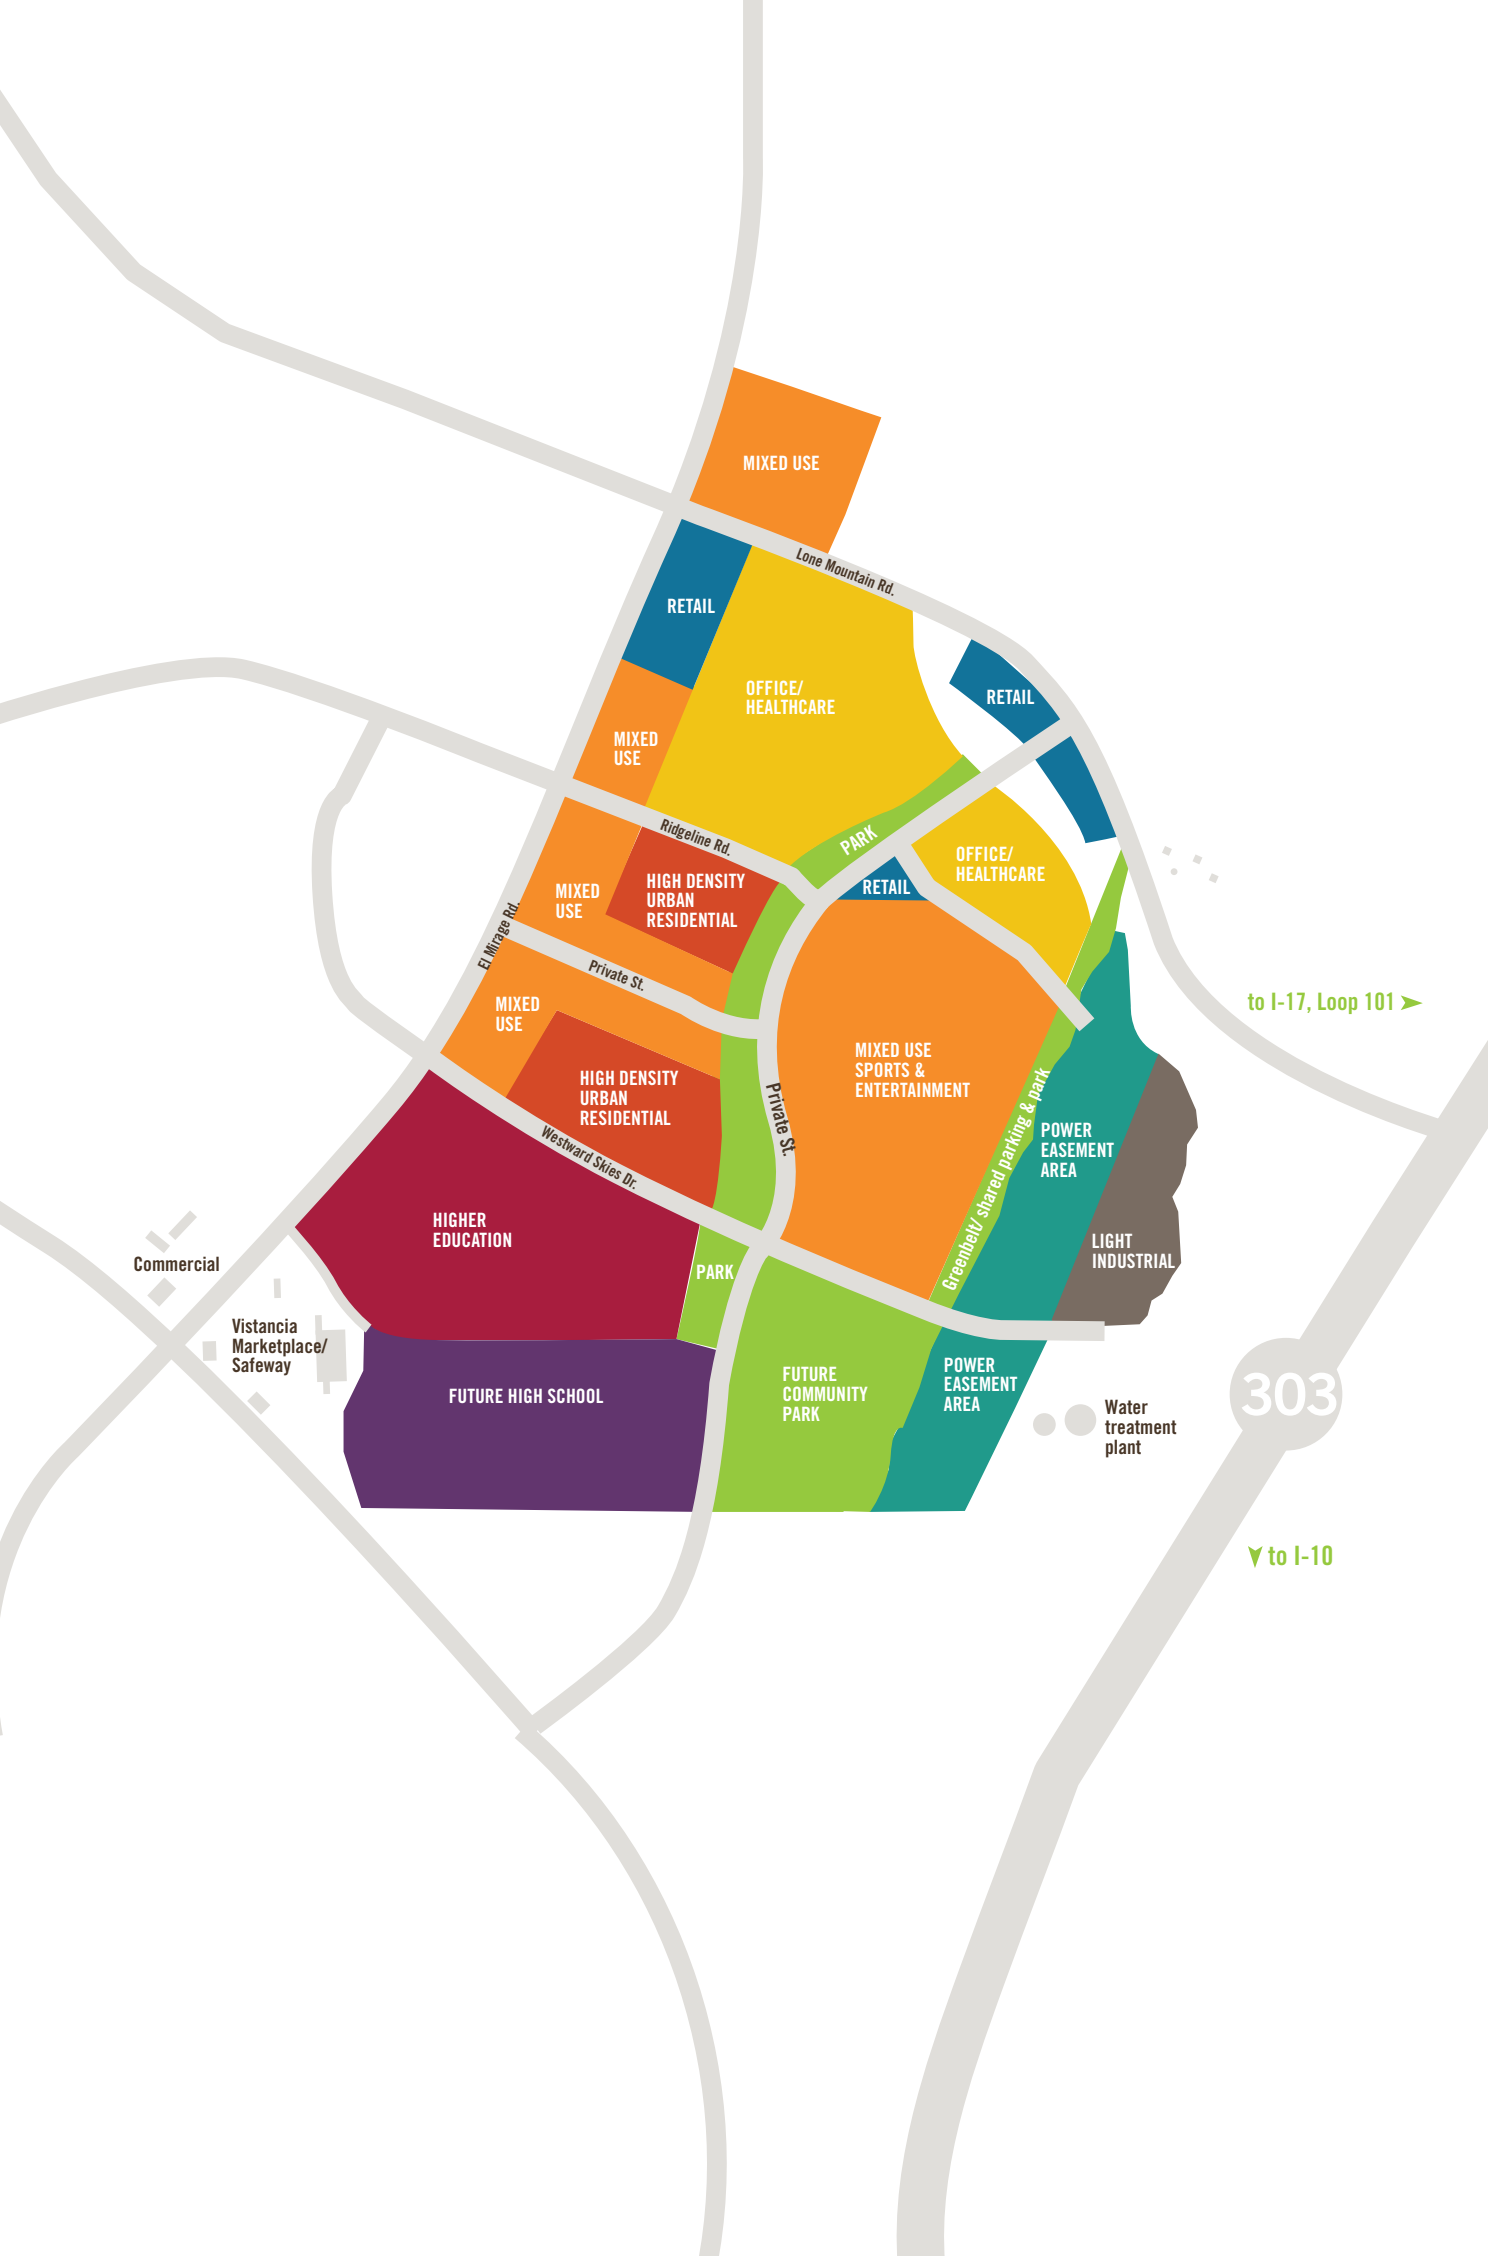 MIXED USE
Lone Mountain Rd.
RETAIL
OFFICE/
HEALTHCARE
RETAIL
MIXED
USE
Ridgeline Rd.
PARK
OFFICE/
HEALTHCARE
RETAIL
HIGH DENSITY
URBAN
RESIDENTIAL
MIXED
USE
El Mirage Rd.
Private St.
MIXED
USE
to I-17, Loop 101
MIXED USE
SPORTS &
ENTERTAINMENT
HIGH DENSITY
URBAN
RESIDENTIAL
Private St.
Greenbelt/ shared parking & park
POWER
EASEMENT
AREA
Westward Skies Dr.
HIGHER
EDUCATION
LIGHT
INDUSTRIAL
PARK
Commercial
Vistancia
Marketplace/
Safeway
FUTURE HIGH SCHOOL
FUTURE
COMMUNITY
PARK
POWER
EASEMENT
AREA
Water
treatment
plant
303
to I-10